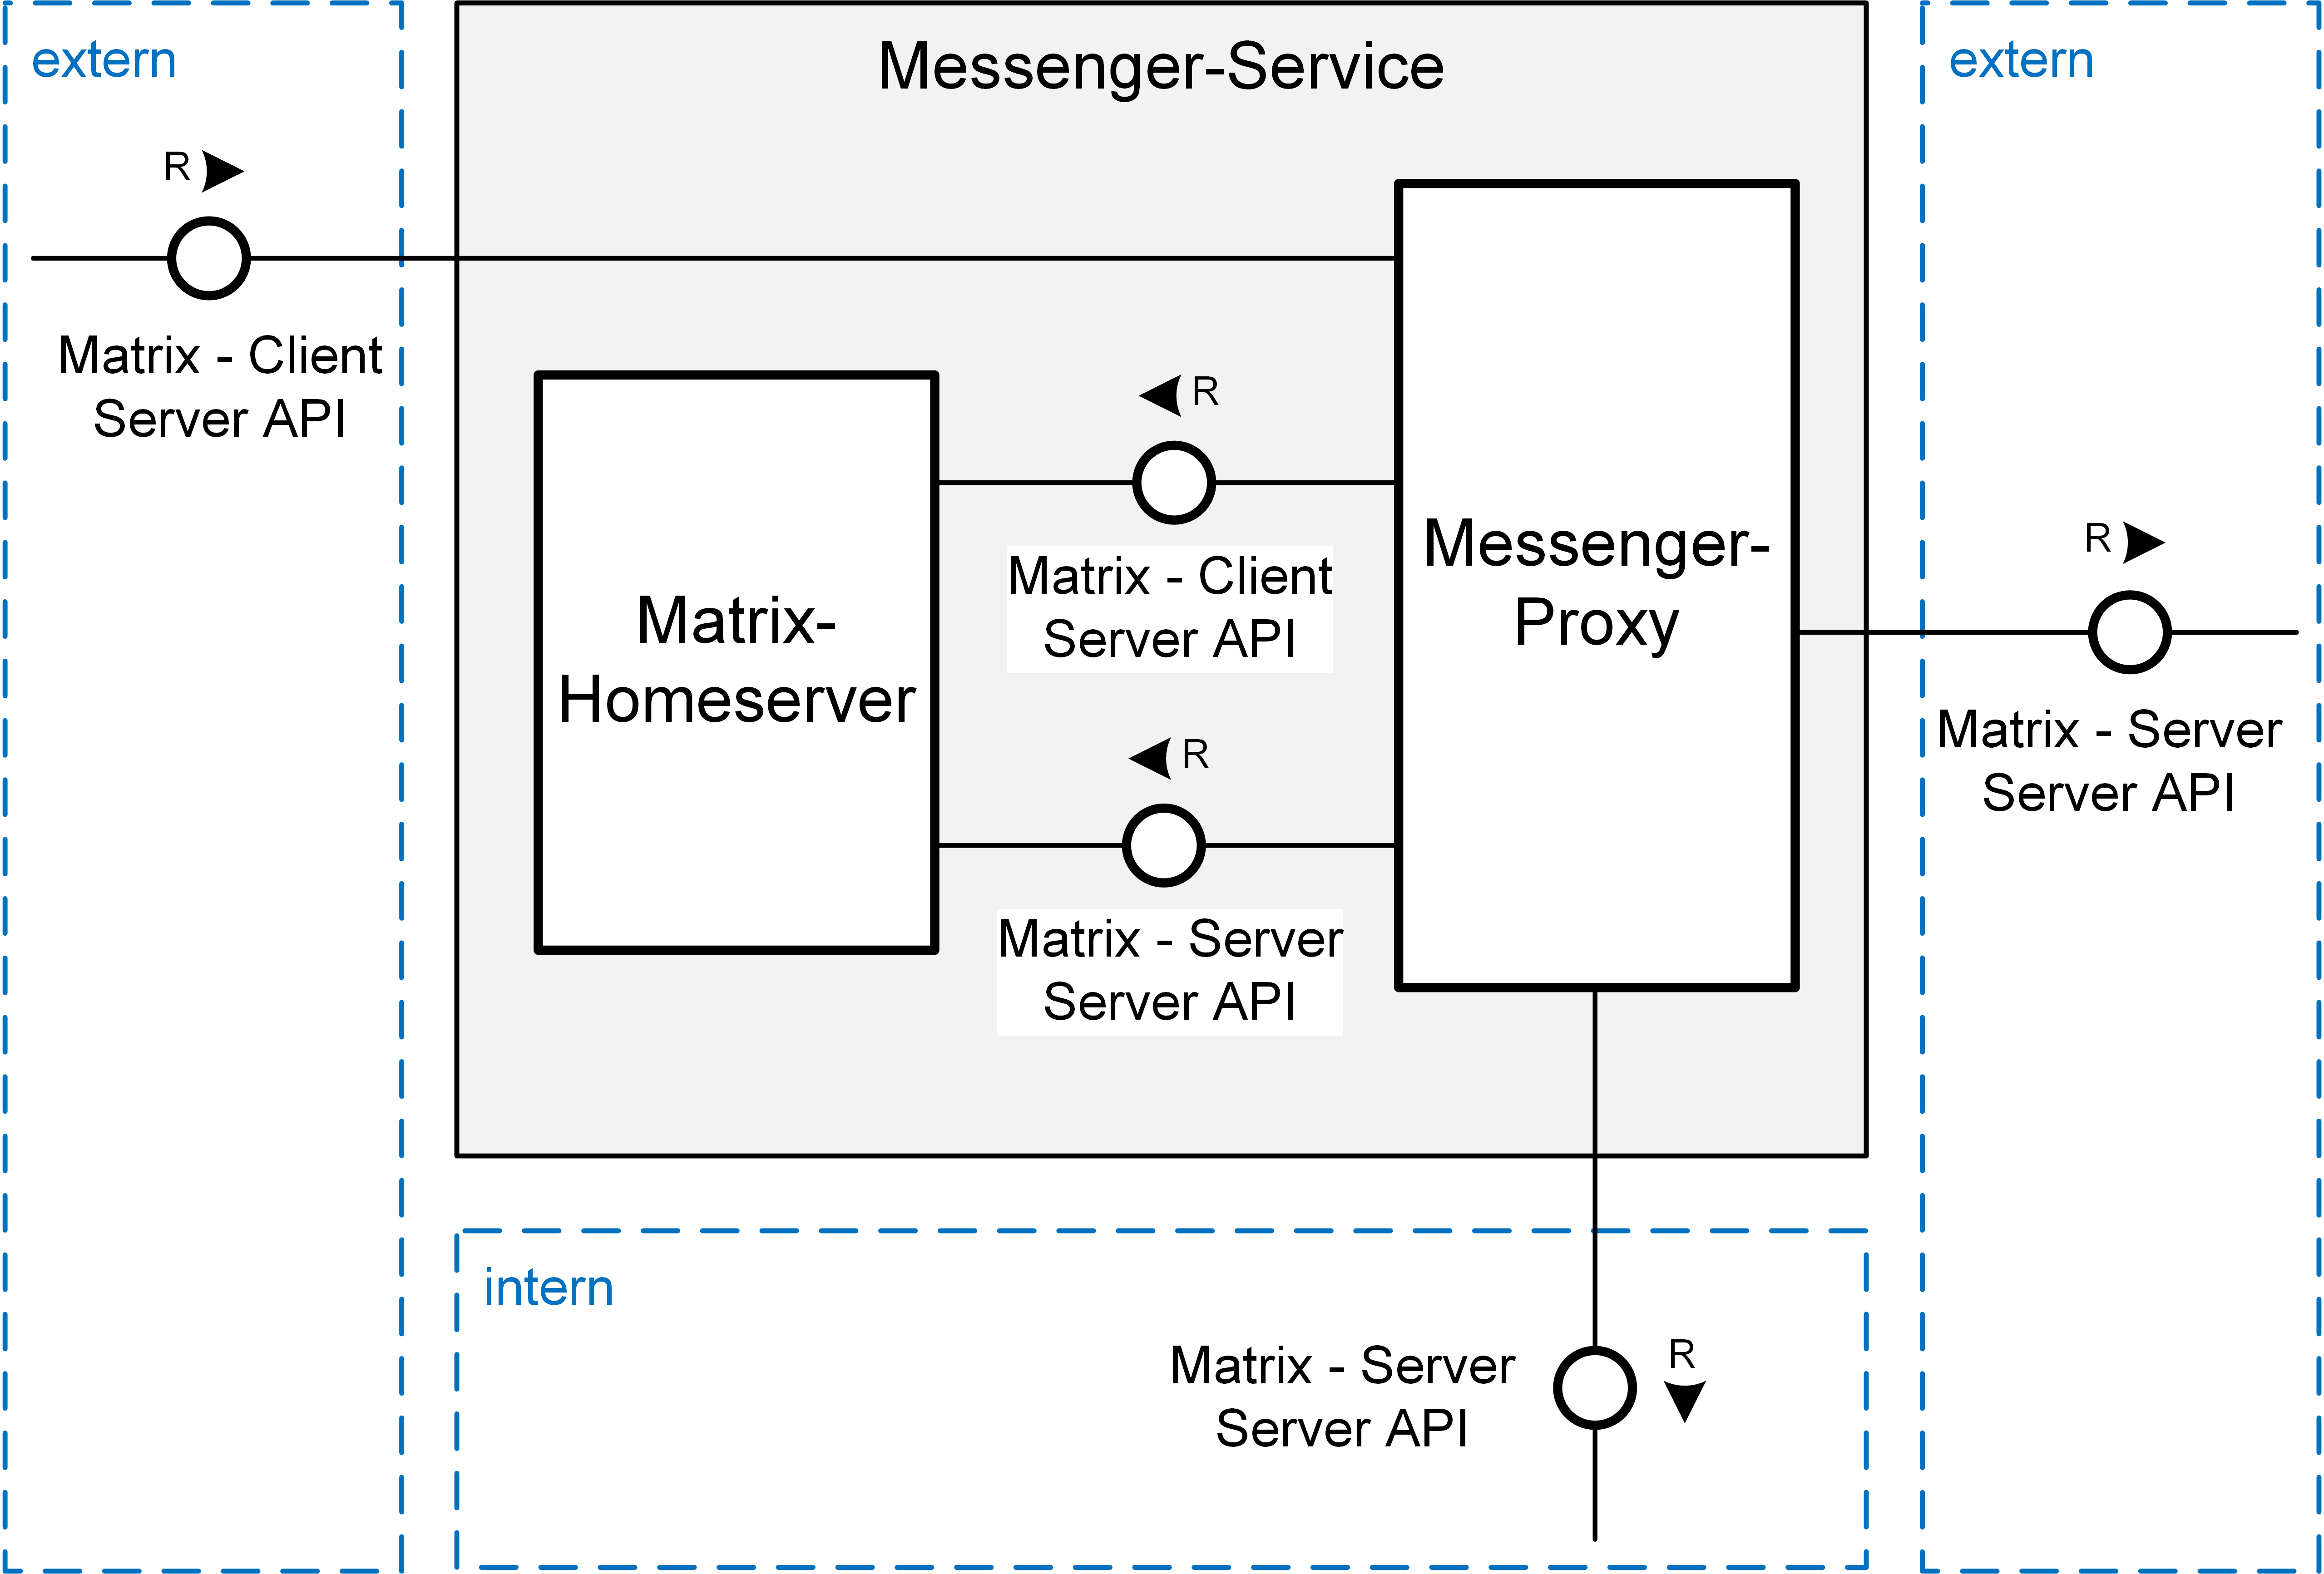 extern
Messenger-Service
extern
R
Matrix - Client
Server API
R
Matrix - Client
Server API
Messenger-
Proxy
R
Matrix - Server
Server API
Matrix-
Homeserver
R
Matrix - Server
Server API
intern
Matrix - Server
Server API
R